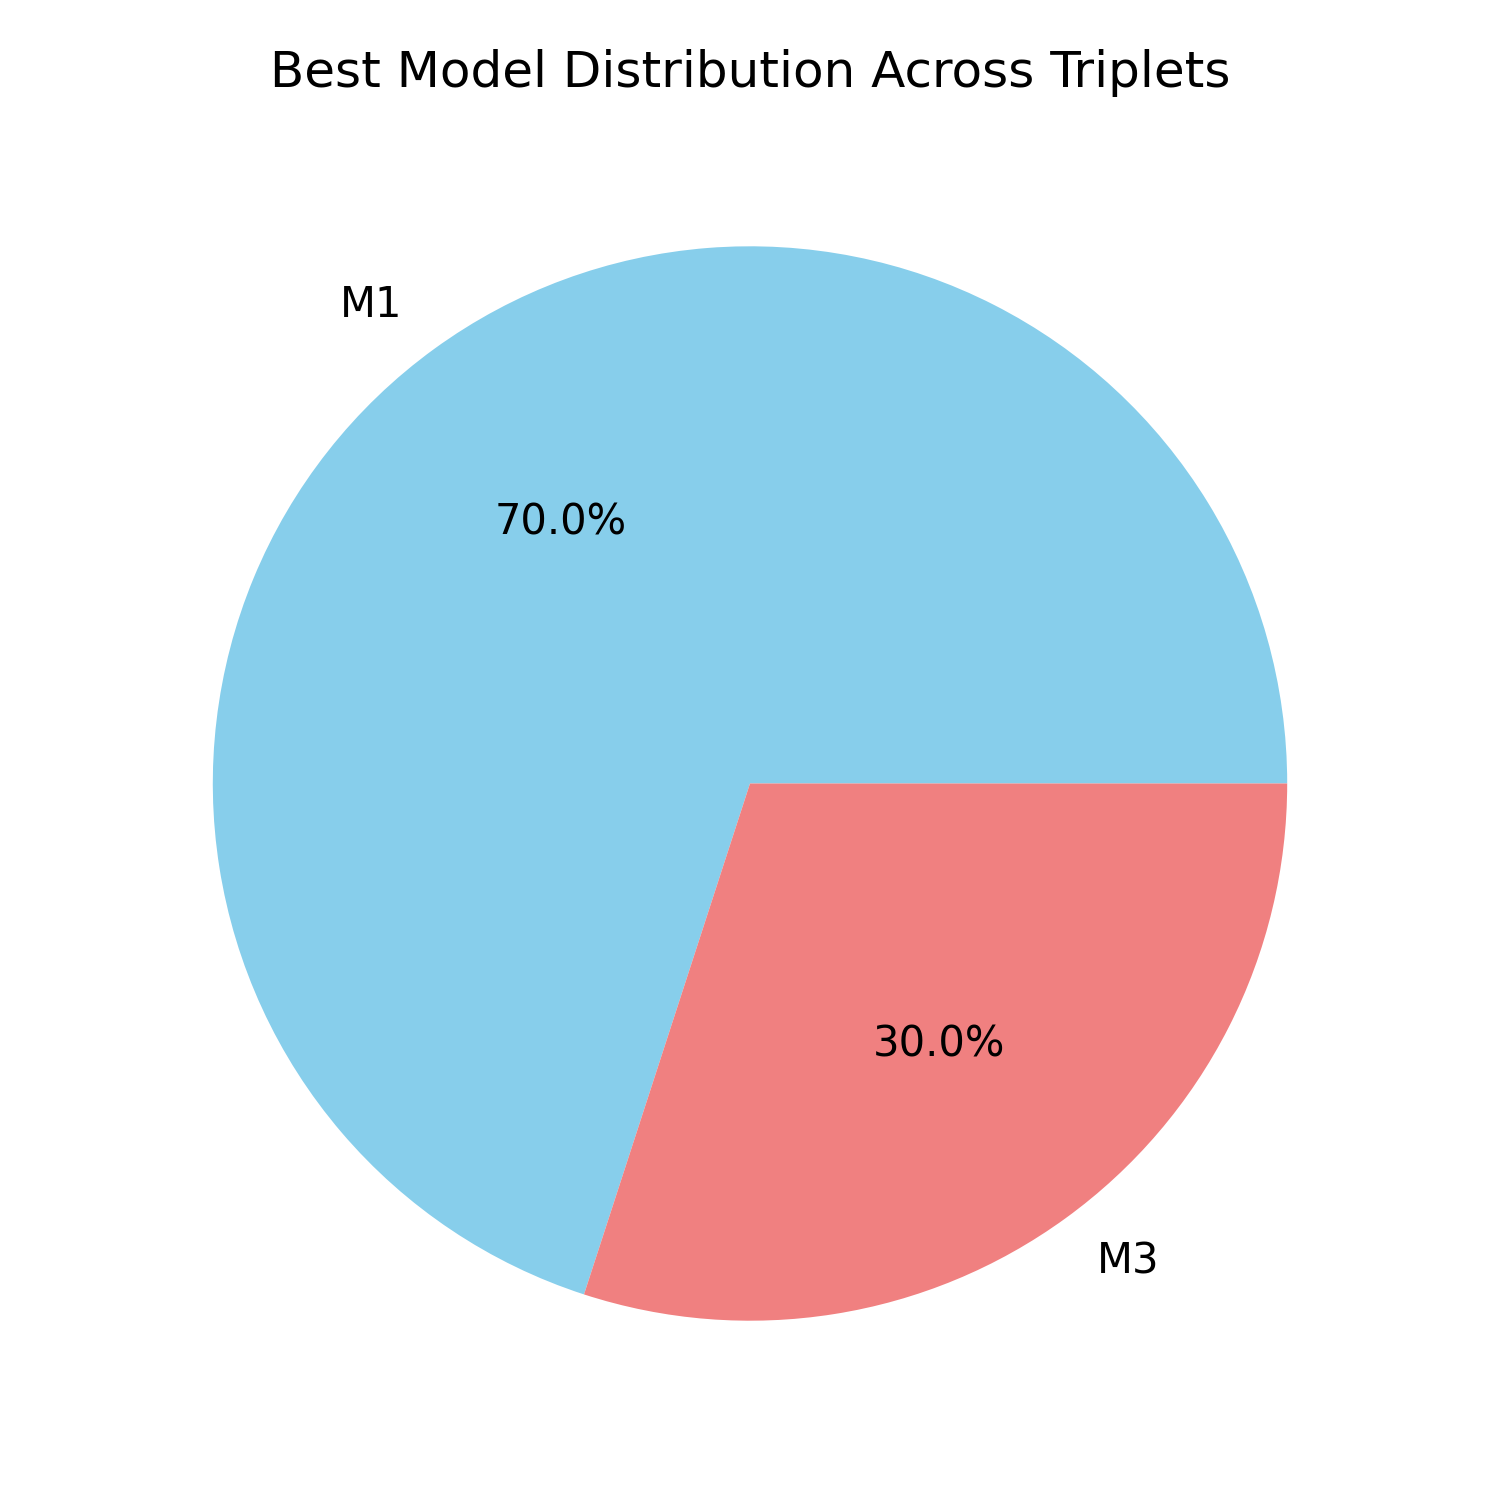 Best Model Distribution Across Triplets
M1
70.0%
30.0%
M3